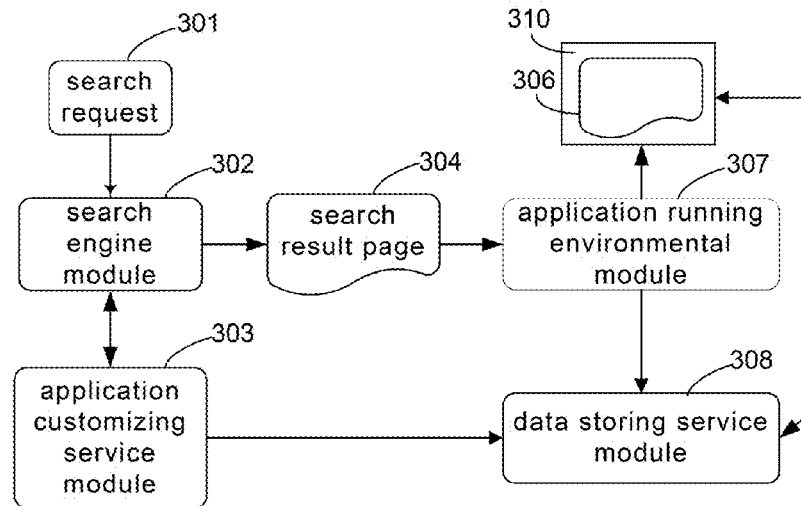 301
search
request
302
search
engine
module
303
application
customizing
service
module
304
search
result page
310
306
307
application running
environmental
module
308
data storing service
module